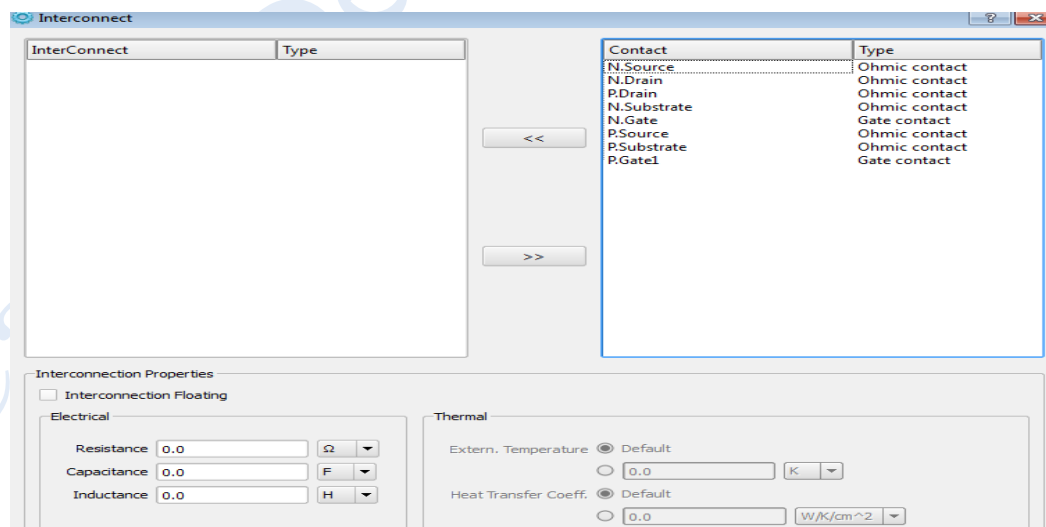 Interconnect
InterConnect Type
Contact Type
N.Source Ohmic contact
N.Drain Ohmic contact
P.Drain Ohmic contact
N.Substrate Ohmic contact
N.Gate Gate contact
P.Source Ohmic contact
P.Substrate Ohmic contact
P.Gate1 Gate contact
<<
>>
Interconnection Properties
Interconnection Floating
Electrical
Resistance 0.0 Ω
Capacitance 0.0 F
Inductance 0.0 H
Thermal
Extern. Temperature Default
0.0 K
Heat Transfer Coeff. Default
0.0 W/K/cm^2